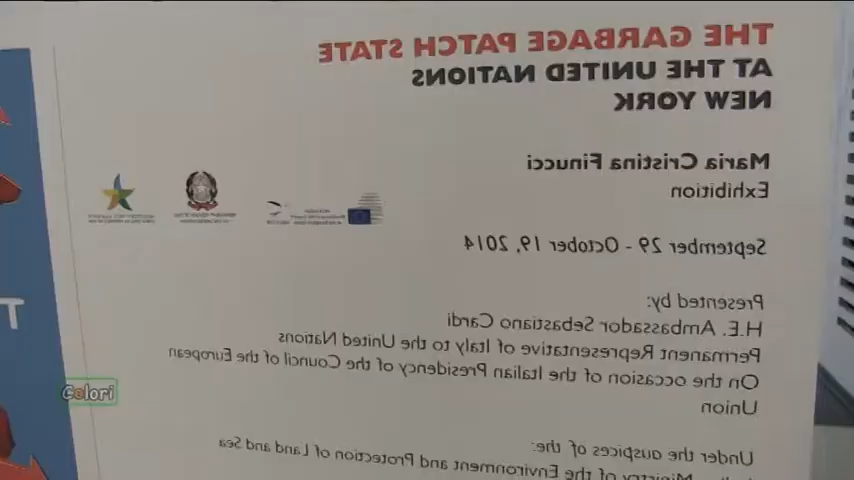 THE GARBAGE PATCH STATE
AT THE UNITED NATIONS
NEW YORK
Maria Cristina Finucci
Exhibition
September 29 - October 19, 2014
Presented by:
H.E. Ambassador Sebastiano Cardi
Permanent Representative of Italy to the United Nations
On the occasion of the Italian Presidency of the Council of the European
Union
Under the auspices of the:
Ministry of the Environment and Protection of Land and Sea
T
Colori